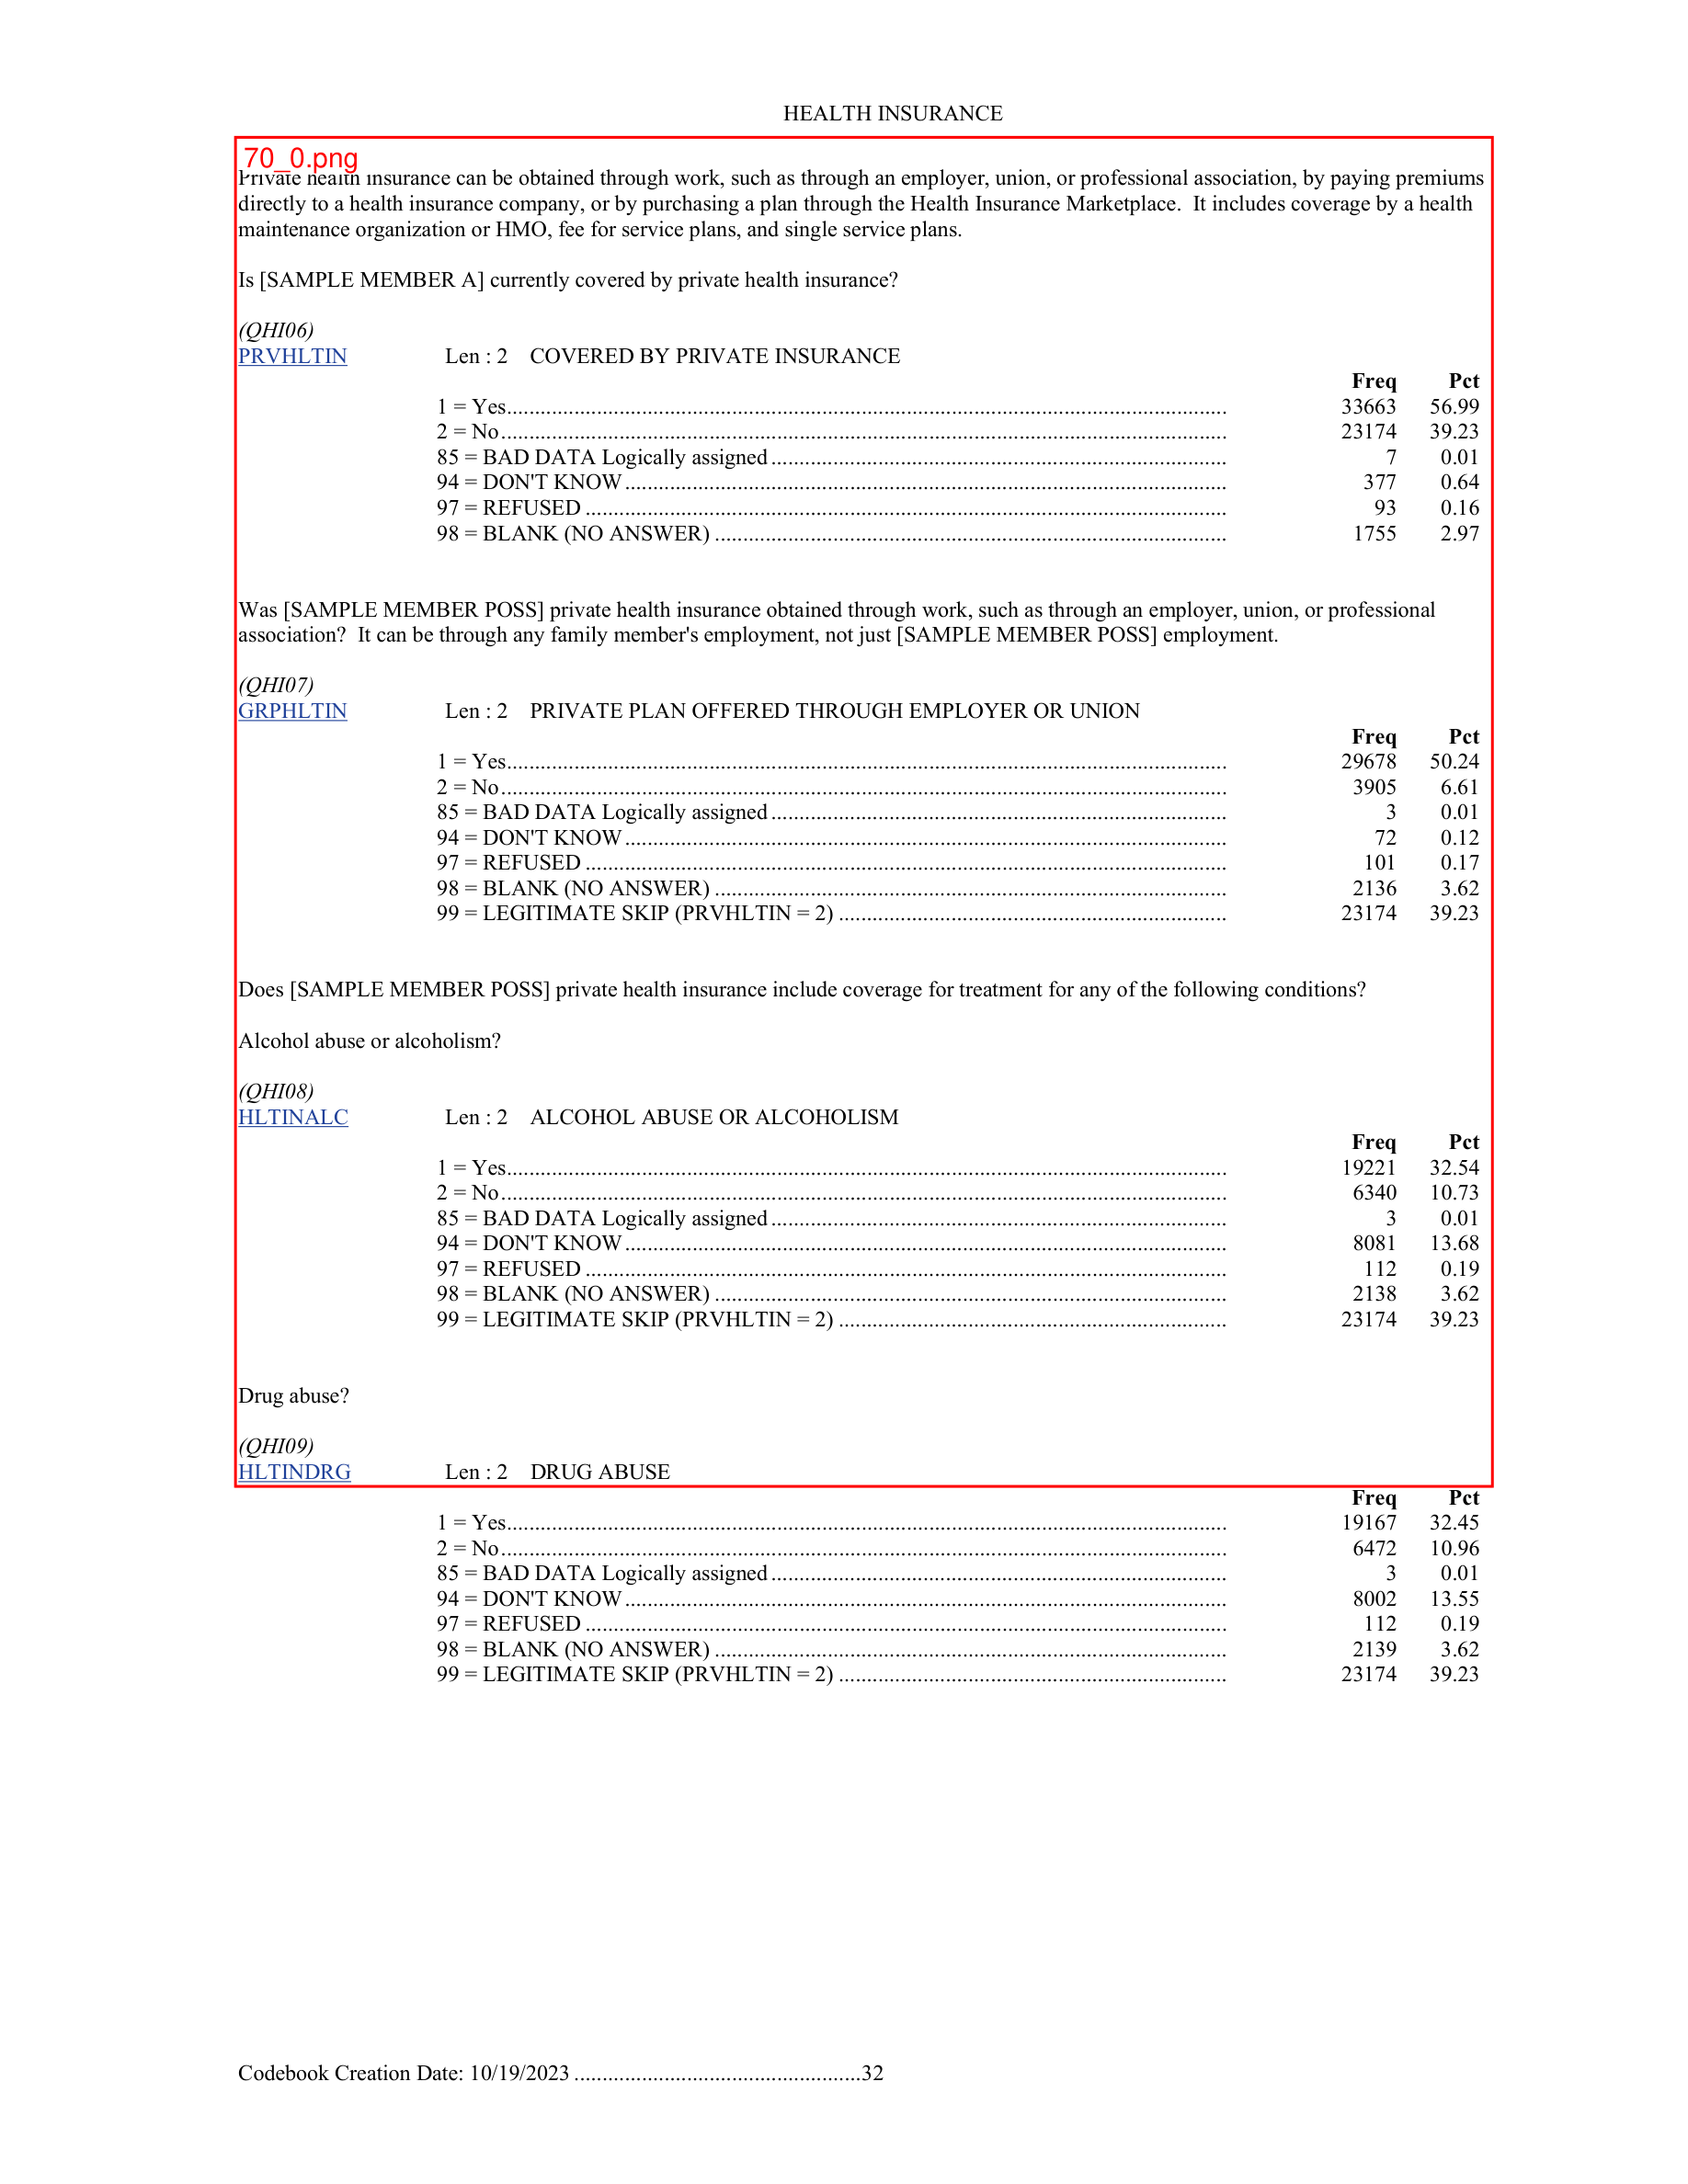 HEALTH INSURANCE
70_0.png
Private health insurance can be obtained through work, such as through an employer, union, or professional association, by paying premiums
directly to a health insurance company, or by purchasing a plan through the Health Insurance Marketplace.  It includes coverage by a health
maintenance organization or HMO, fee for service plans, and single service plans.
Is [SAMPLE MEMBER A] currently covered by private health insurance?
(QHI06)
PRVHLTIN Len : 2 COVERED BY PRIVATE INSURANCE
Freq Pct
1 = Yes................ 33663 56.99
2 = No................ 23174 39.23
85 = BAD DATA Logically assigned................ 7 0.01
94 = DON'T KNOW................ 377 0.64
97 = REFUSED................ 93 0.16
98 = BLANK (NO ANSWER)................ 1755 2.97
Was [SAMPLE MEMBER POSS] private health insurance obtained through work, such as through an employer, union, or professional
association?  It can be through any family member's employment, not just [SAMPLE MEMBER POSS] employment.
(QHI07)
GRPHLTIN Len : 2 PRIVATE PLAN OFFERED THROUGH EMPLOYER OR UNION
Freq Pct
1 = Yes................ 29678 50.24
2 = No................ 3905 6.61
85 = BAD DATA Logically assigned................ 3 0.01
94 = DON'T KNOW................ 72 0.12
97 = REFUSED................ 101 0.17
98 = BLANK (NO ANSWER)................ 2136 3.62
99 = LEGITIMATE SKIP (PRVHLTIN = 2)................ 23174 39.23
Does [SAMPLE MEMBER POSS] private health insurance include coverage for treatment for any of the following conditions?
Alcohol abuse or alcoholism?
(QHI08)
HLTINALC Len : 2 ALCOHOL ABUSE OR ALCOHOLISM
Freq Pct
1 = Yes................ 19221 32.54
2 = No................ 6340 10.73
85 = BAD DATA Logically assigned................ 3 0.01
94 = DON'T KNOW................ 8081 13.68
97 = REFUSED................ 112 0.19
98 = BLANK (NO ANSWER)................ 2138 3.62
99 = LEGITIMATE SKIP (PRVHLTIN = 2)................ 23174 39.23
Drug abuse?
(QHI09)
HLTINDRG Len : 2 DRUG ABUSE
Freq Pct
1 = Yes................ 19167 32.45
2 = No................ 6472 10.96
85 = BAD DATA Logically assigned................ 3 0.01
94 = DON'T KNOW................ 8002 13.55
97 = REFUSED................ 112 0.19
98 = BLANK (NO ANSWER)................ 2139 3.62
99 = LEGITIMATE SKIP (PRVHLTIN = 2)................ 23174 39.23
Codebook Creation Date: 10/19/2023 ................32